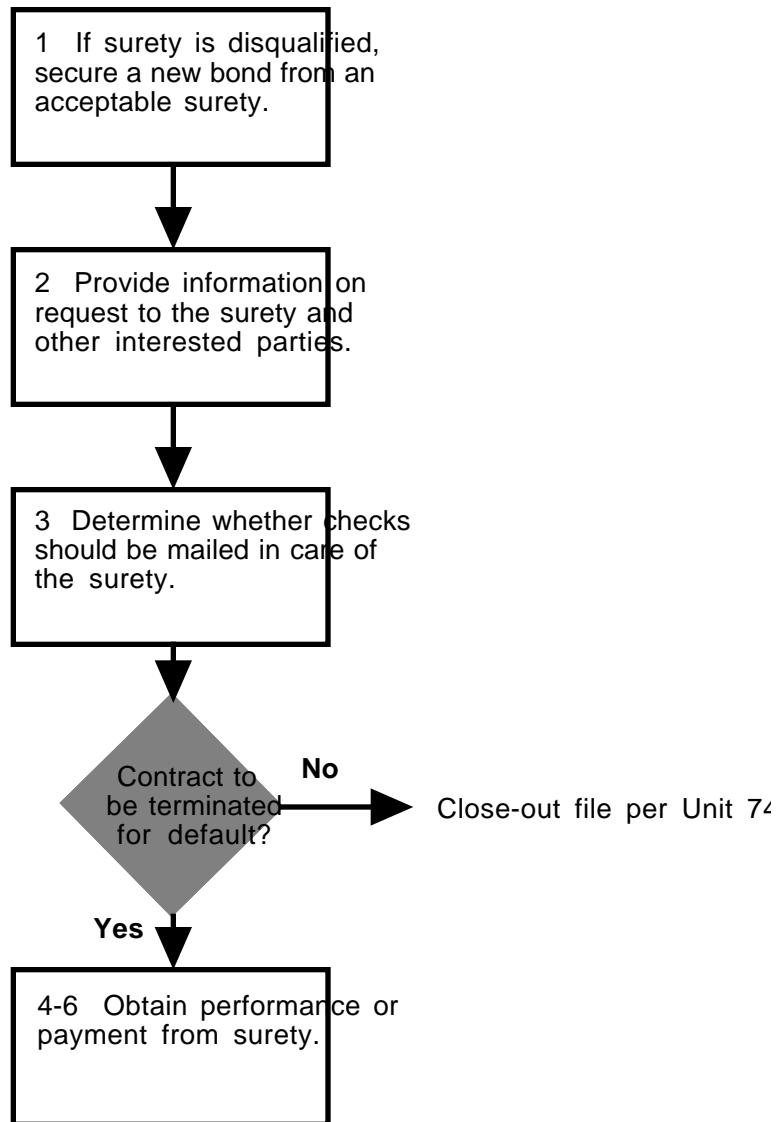 1 If surety is disqualified,
secure a new bond from an
acceptable surety.
2 Provide information on
request to the surety and
other interested parties.
3 Determine whether checks
should be mailed in care of
the surety.
Contract to
be terminated
for default?
No
Close-out file per Unit 74
Yes
4-6 Obtain performance or
payment from surety.